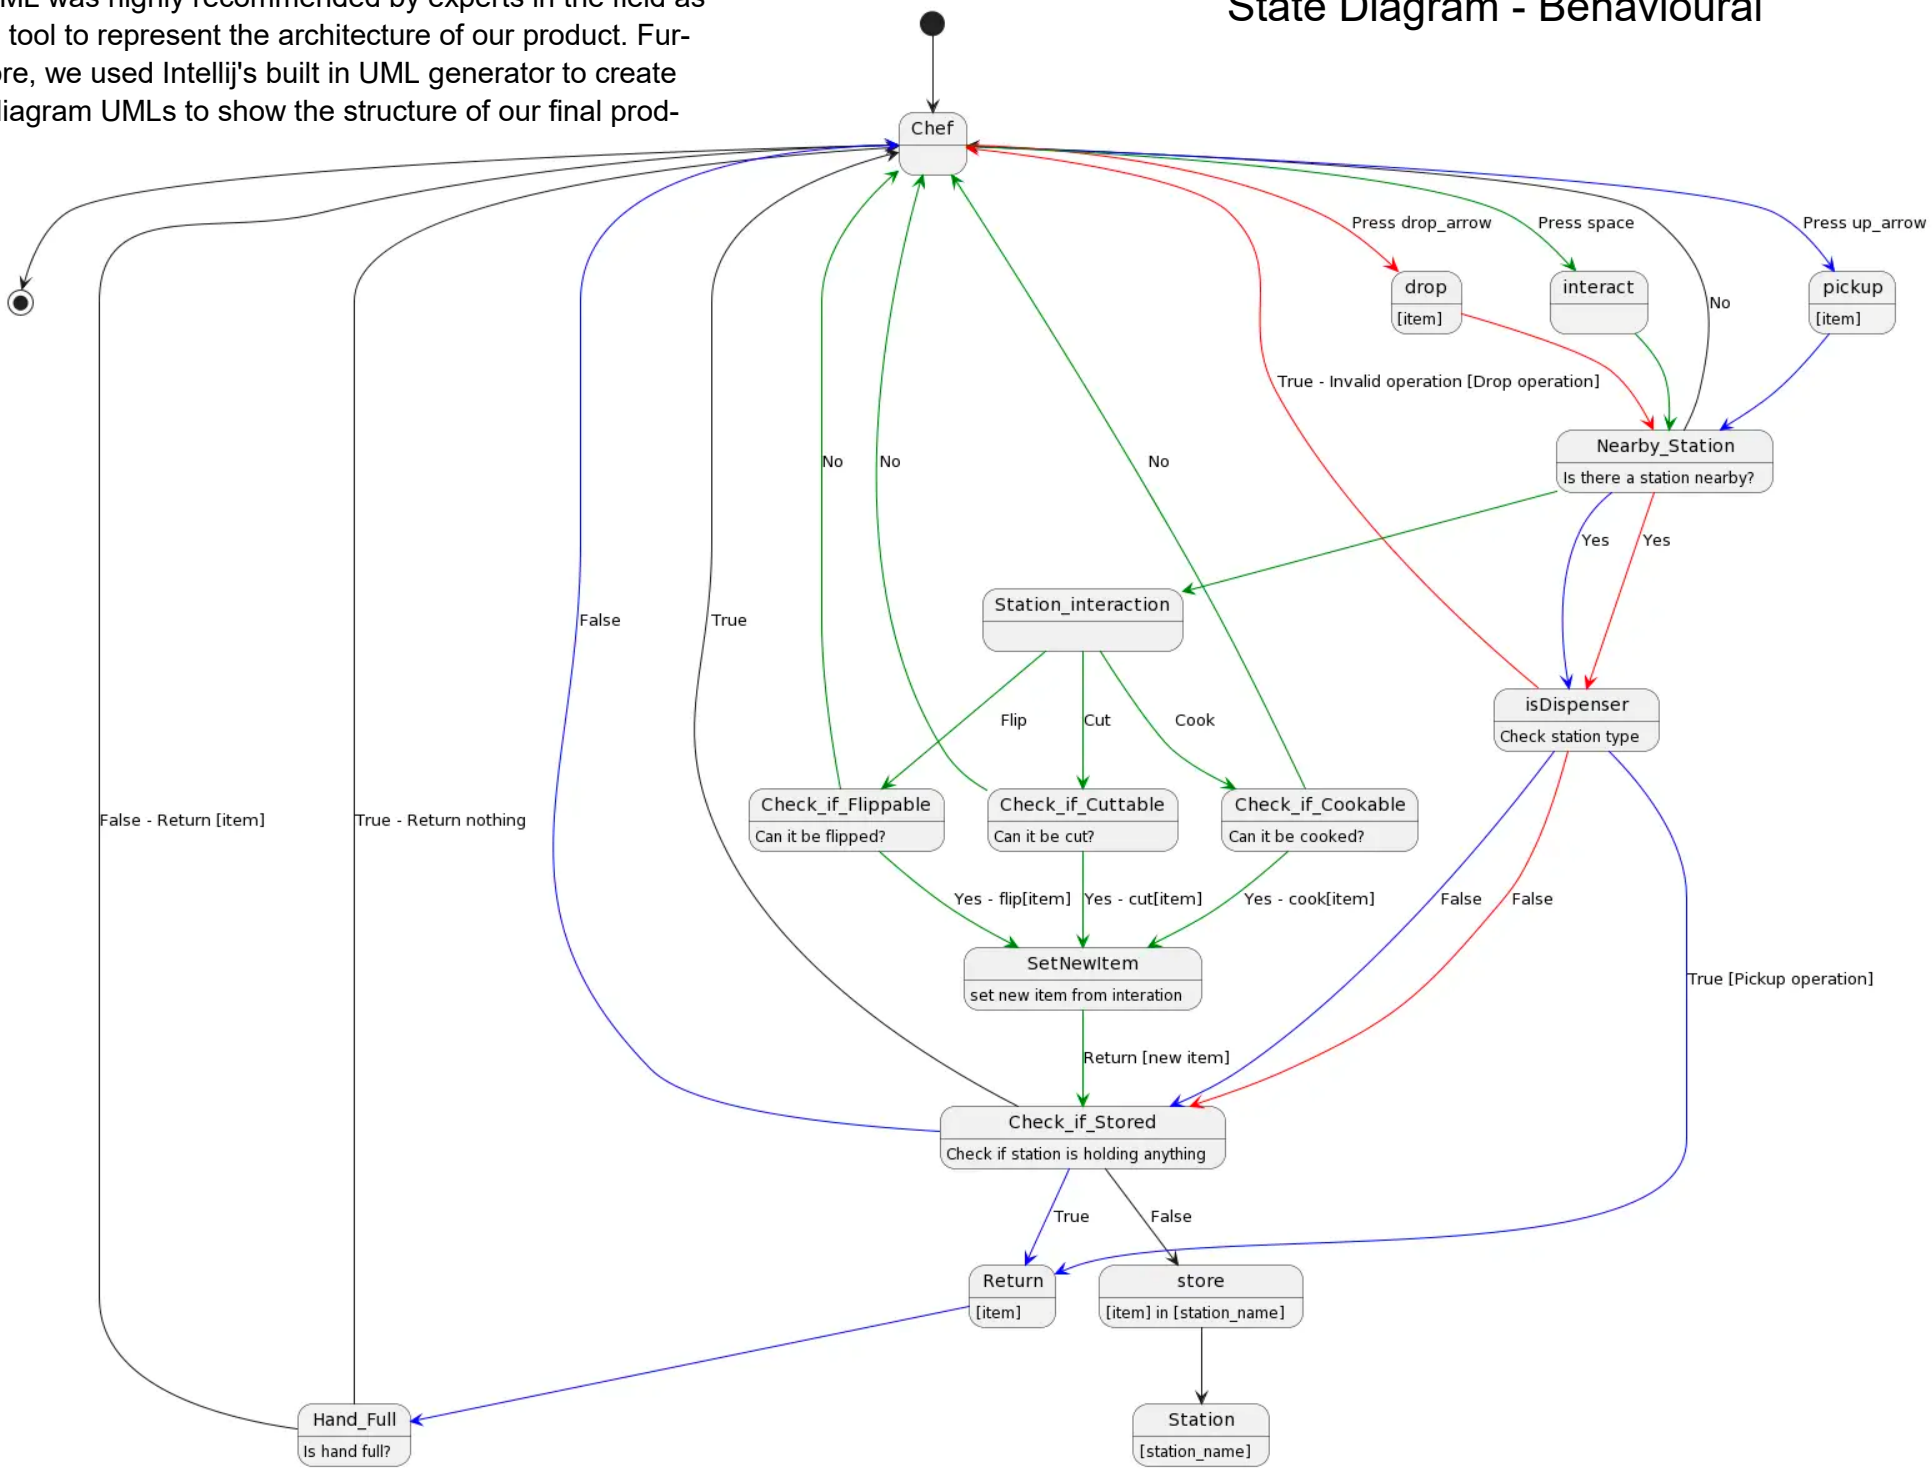 ML was highly recommended by experts in the field as
tool to represent the architecture of our product. Fur-
ore, we used Intellij's built in UML generator to create
diagram UMLs to show the structure of our final prod-
State Diagram - Behavioural
Chef
Press drop_arrow
Press space
Press up_arrow
drop
[item]
interact
pickup
[item]
No
True - Invalid operation [Drop operation]
Nearby_Station
Is there a station nearby?
No
No
No
Yes
Yes
Station_interaction
False
True
isDispenser
Check station type
Flip
Cut
Cook
Check_if_Flippable
Can it be flipped?
Check_if_Cuttable
Can it be cut?
Check_if_Cookable
Can it be cooked?
False - Return [item]
True - Return nothing
Yes - flip[item]
Yes - cut[item]
Yes - cook[item]
False
False
SetNewItem
set new item from interation
True [Pickup operation]
Return [new item]
Check_if_Stored
Check if station is holding anything
True
False
Return
[item]
store
[item] in [station_name]
Hand_Full
Is hand full?
Station
[station_name]